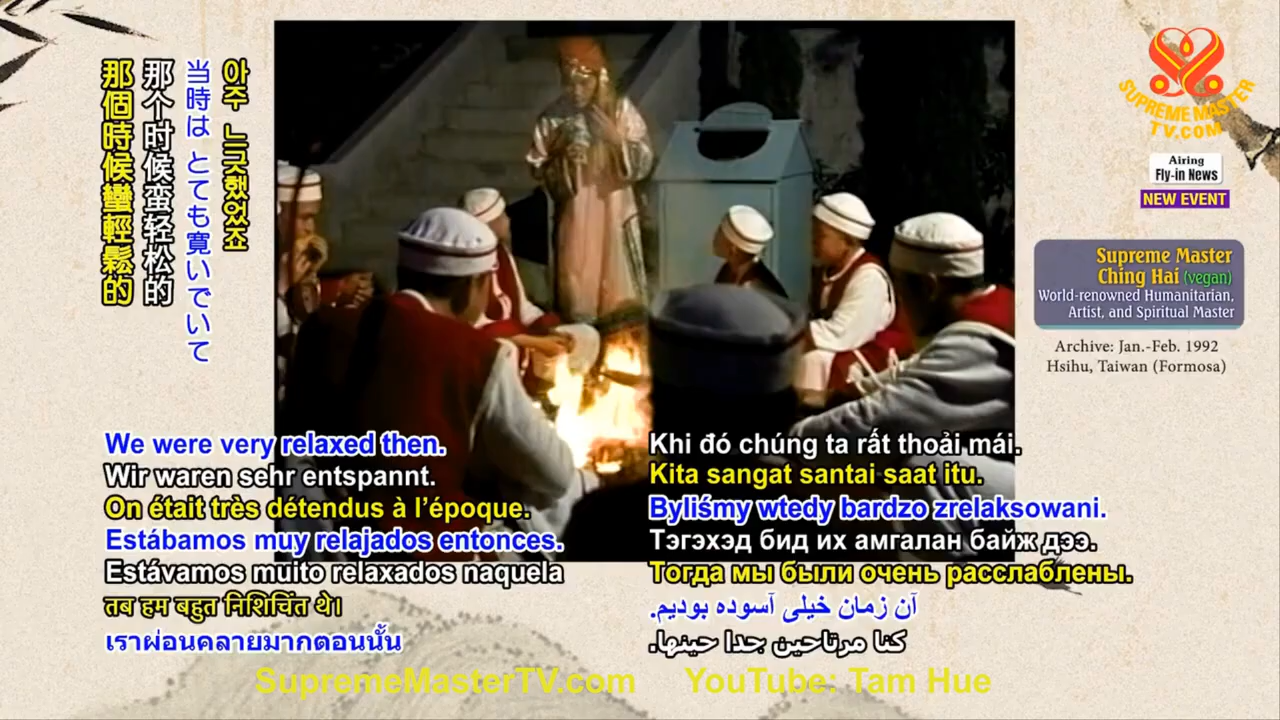 那個時候蠻輕鬆的
那个时候蛮轻松的
当時は とても寛いでいて
아주 느긋했었죠
SUPREME MASTER
TV.COM
Airing
Fly-in News
NEW EVENT
Supreme Master
Ching Hai (vegan)
World-renowned Humanitarian,
Artist, and Spiritual Master
Archive: Jan.-Feb. 1992
Hsihu, Taiwan (Formosa)
We were very relaxed then.
Wir waren sehr entspannt.
On était très détendus à l’époque.
Estábamos muy relajados entonces.
Estávamos muito relaxados naquela
तब हम बहुत निशिचिंत थे।
เราผ่อนคลายมากตอนนั้น
Khi đó chúng ta rất thoải mái.
Kita sangat santai saat itu.
Byliśmy wtedy bardzo zrelaksowani.
Тэгэхэд бид их амгалан байж дээ.
Тогда мы были очень расслаблены.
آن زمان خیلی آسوده بودیم.
كنا مرتاحين جدا حينها.
SupremeMasterTV.com YouTube: Tam Hue